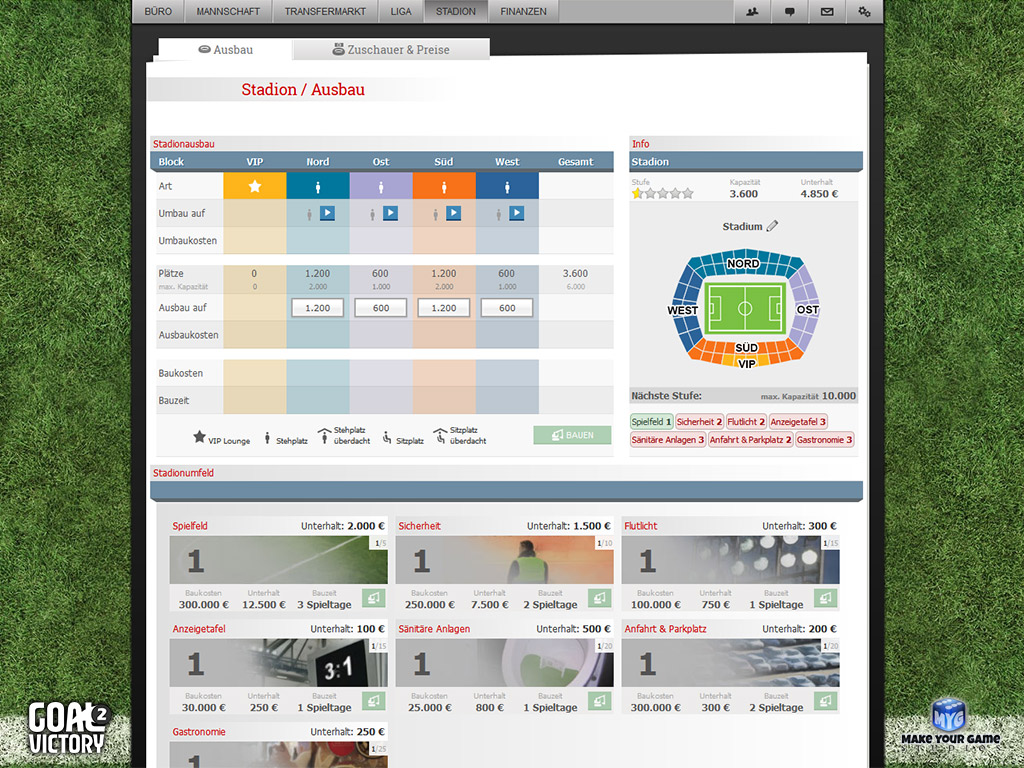 BÜRO MANNSCHAFT TRANSFERMARKT LIGA STADION FINANZEN
Ausbau Zuschauer & Preise
Stadion / Ausbau
Stadionausbau
Block VIP Nord Ost Süd West Gesamt
Art
Umbau auf
Umbaukosten
Plätze 0 1.200 600 1.200 600 3.600
max. Kapazität 0 2.000 1.000 2.000 1.000 6.000
Ausbau auf 1.200 600 1.200 600
Ausbaukosten
Baukosten
Bauzeit
VIP Lounge Stehplatz Stehplatz überdacht Sitzplatz Sitzplatz überdacht BAUEN
Info
Stadion
Stufe Kapazität Unterhalt
3.600 4.850 €
Stadium
NORD
WEST OST
SÜD
VIP
Nächste Stufe: max. Kapazität 10.000
Spielfeld 1 Sicherheit 2 Flutlicht 2 Anzeigetafel 3
Sanitäre Anlagen 3 Anfahrt & Parkplatz 2 Gastronomie 3
Stadionumfeld
Spielfeld Unterhalt: 2.000 € Sicherheit Unterhalt: 1.500 € Flutlicht Unterhalt: 300 €
1 1/5 1 1/10 1 1/15
Baukosten Unterhalt Bauzeit Baukosten Unterhalt Bauzeit Baukosten Unterhalt Bauzeit
300.000 € 12.500 € 3 Spieltage 250.000 € 7.500 € 2 Spieltage 100.000 € 750 € 1 Spieltage
Anzeigetafel Unterhalt: 100 € Sanitäre Anlagen Unterhalt: 500 € Anfahrt & Parkplatz Unterhalt: 200 €
1 3:1 1/15 1 1/20 1 1/20
Baukosten Unterhalt Bauzeit Baukosten Unterhalt Bauzeit Baukosten Unterhalt Bauzeit
30.000 € 250 € 1 Spieltage 25.000 € 800 € 1 Spieltage 300.000 € 300 € 2 Spieltage
Gastronomie Unterhalt: 250 €
1 1/25
GOAL 2
VICTORY
MYG
MAKE YOUR GAME
STUDIOS